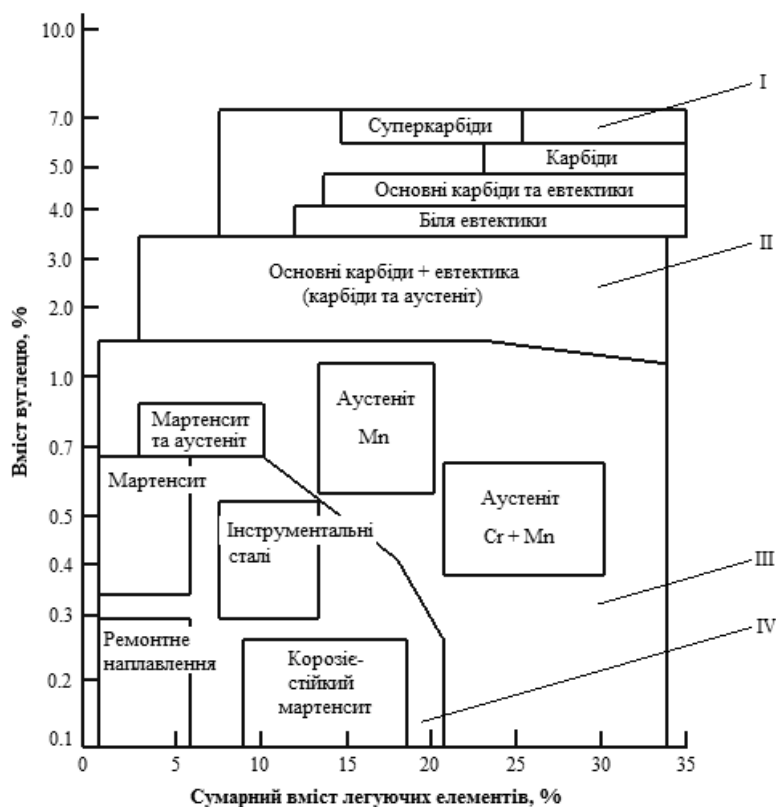 10.0
7.0
5.0
4.0
3.0
2.0
1.0
0.7
0.5
0.4
0.3
0.2
0.1
Вміст вуглецю, %
I
Суперкарбіди
Карбіди
Основні карбіди та евтектики
Біля евтектики
II
Основні карбіди + евтектика
(карбіди та аустеніт)
Аустеніт
Mn
Мартенсит
та аустеніт
Мартенсит
Аустеніт
Cr + Mn
Інструментальні
сталі
III
IV
Ремонтне
наплавлення
Корозіє-
стійкий
мартенсит
0 5 10 15 20 25 30 35
Сумарний вміст легуючих елементів, %